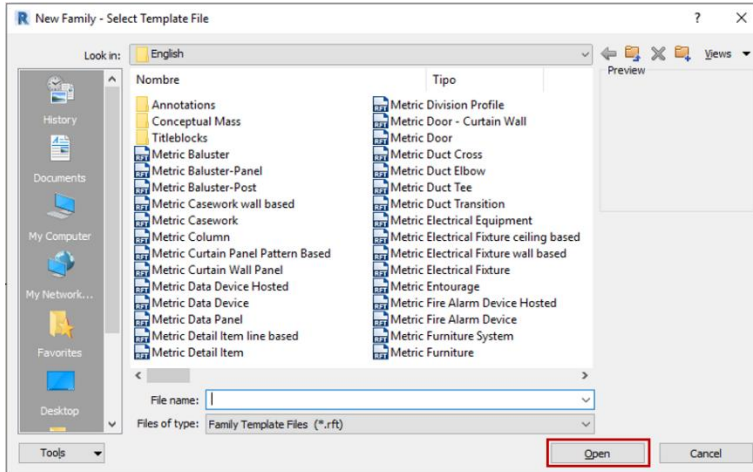 New Family - Select Template File
Look in: English
Views
Preview
Nombre Tipo
History
Documents
My Computer
My Network...
Favorites
Desktop
Annotations
Conceptual Mass
Titleblocks
Metric Baluster
Metric Baluster-Panel
Metric Baluster-Post
Metric Casework wall based
Metric Casework
Metric Column
Metric Curtain Panel Pattern Based
Metric Curtain Wall Panel
Metric Data Device Hosted
Metric Data Device
Metric Data Panel
Metric Detail Item line based
Metric Detail Item
Metric Division Profile
Metric Door - Curtain Wall
Metric Door
Metric Duct Cross
Metric Duct Elbow
Metric Duct Tee
Metric Duct Transition
Metric Electrical Equipment
Metric Electrical Fixture ceiling based
Metric Electrical Fixture wall based
Metric Electrical Fixture
Metric Entourage
Metric Fire Alarm Device Hosted
Metric Fire Alarm Device
Metric Furniture System
Metric Furniture
File name:
Files of type: Family Template Files (*.rft)
Tools
Open
Cancel